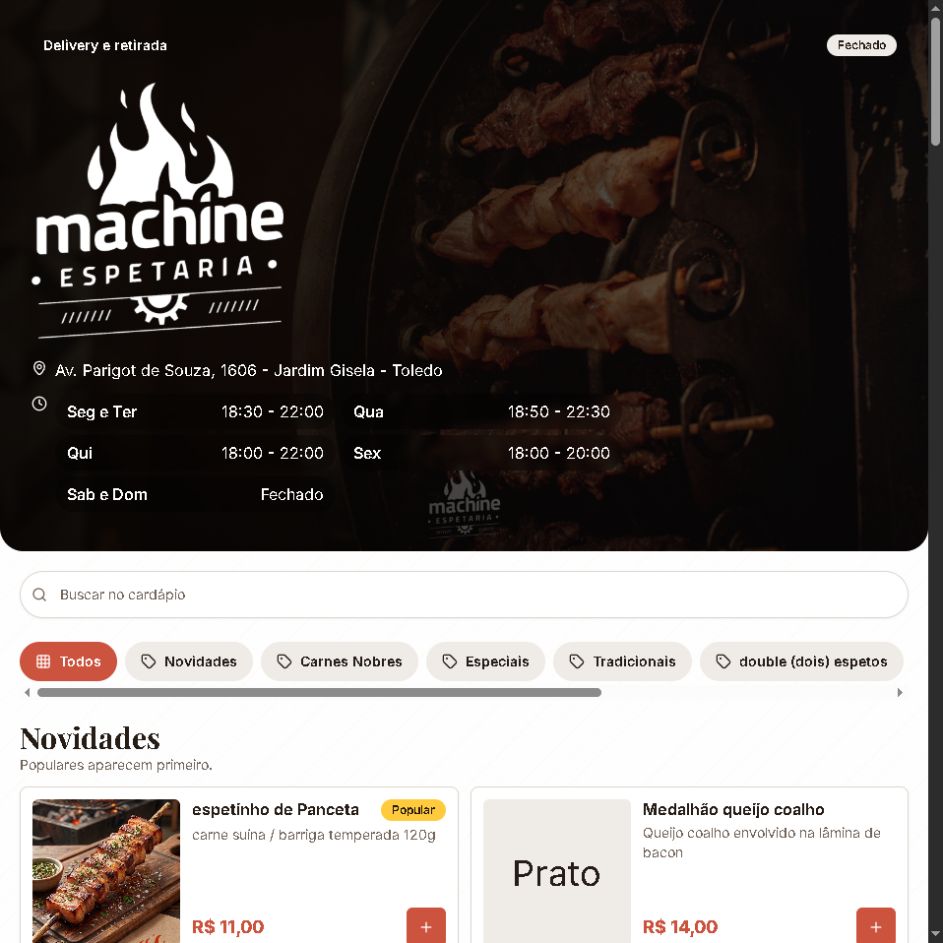 Delivery e retirada
Fechado
machine
• ESPETARIA •
Av. Parigot de Souza, 1606 - Jardim Gisela - Toledo
Seg e Ter 18:30 - 22:00 Qua 18:50 - 22:30
Qui 18:00 - 22:00 Sex 18:00 - 20:00
Sab e Dom Fechado
machine
• ESPETARIA •
Buscar no cardápio
Todos Novidades Carnes Nobres Especiais Tradicionais double (dois) espetos
Novidades
Populares aparecem primeiro.
espetinho de Panceta Popular
carne suína / barriga temperada 120g
R$ 11,00 +
Prato
Medalhão queijo coalho
Queijo coalho envolvido na lâmina de
bacon
R$ 14,00 +